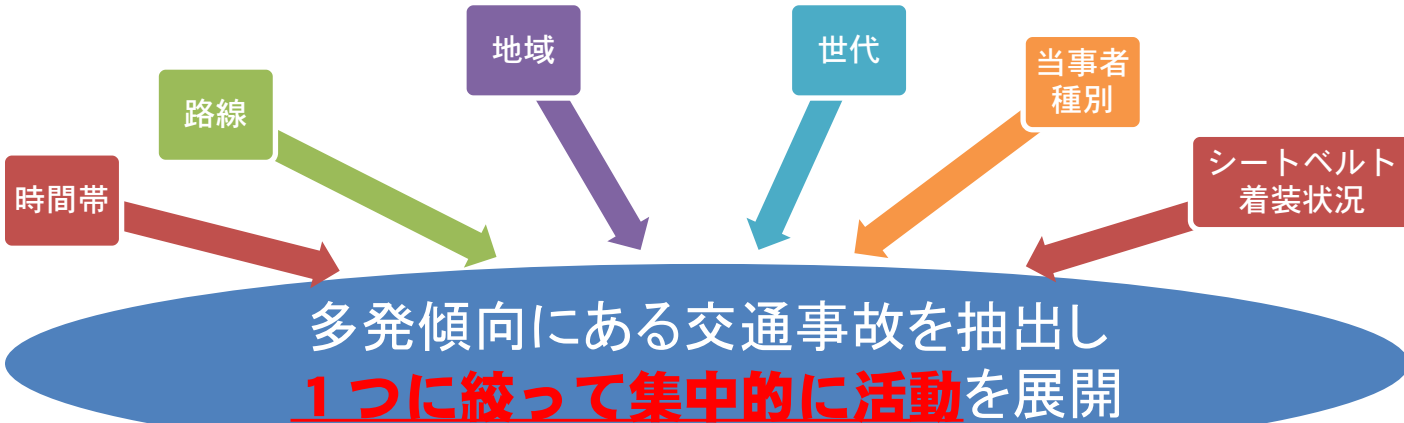 地域
世代
当事者
種別
路線
シートベルト
着装状況
時間帯
多発傾向にある交通事故を抽出し
１つに絞って集中的に活動を展開